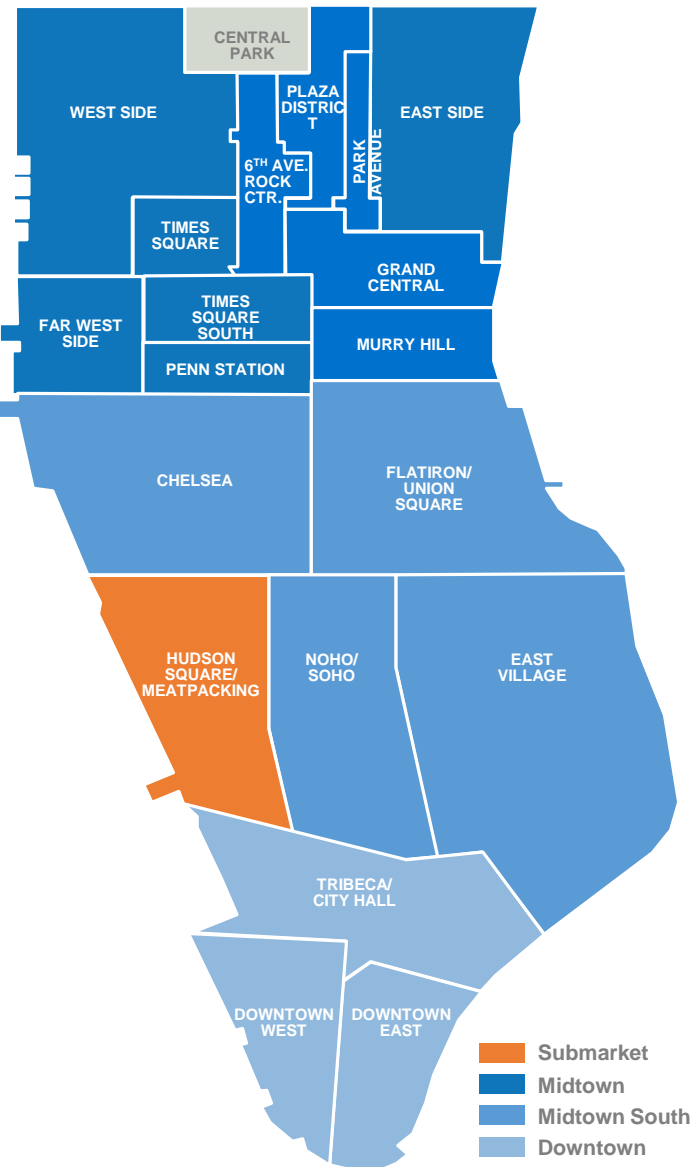 CENTRAL
PARK
WEST SIDE
PLAZA
DISTRIC
T
EAST SIDE
PARK
AVENUE
6TH AVE.
ROCK
CTR.
TIMES
SQUARE
GRAND
CENTRAL
FAR WEST
SIDE
TIMES
SQUARE
SOUTH
MURRY HILL
PENN STATION
CHELSEA
FLATIRON/
UNION
SQUARE
HUDSON
SQUARE/
MEATPACKING
NOHO/
SOHO
EAST
VILLAGE
TRIBECA/
CITY HALL
DOWNTOWN
WEST
DOWNTOWN
EAST
Submarket
Midtown
Midtown South
Downtown